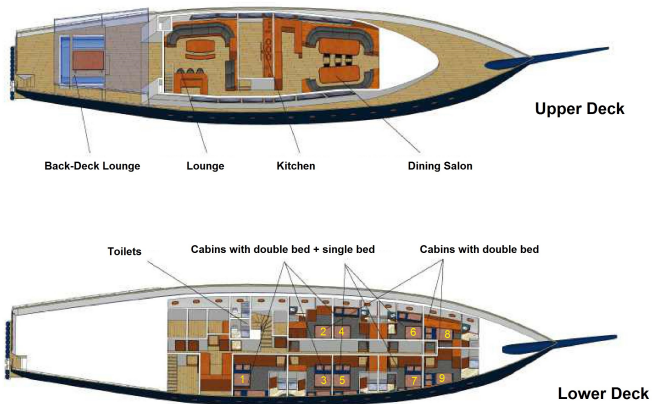 Upper Deck
Back-Deck Lounge
Lounge
Kitchen
Dining Salon
Toilets
Cabins with double bed + single bed
Cabins with double bed
2
4
6
8
1
3
5
7
9
Lower Deck